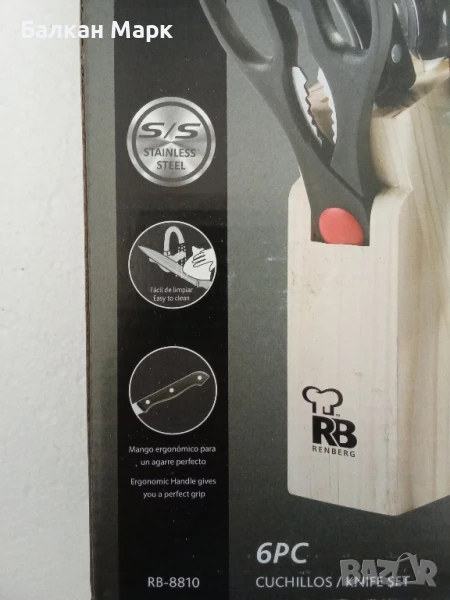 Балкан Марк
S/S
STAINLESS
STEEL
Fácil de limpiar
Easy to clean
Mango ergonómico para
un agarre perfecto
Ergonomic Handle gives
you a perfect grip
RB
RENBERG
6PC
RB-8810
CUCHILLOS / KNIFE SET
BAZAR